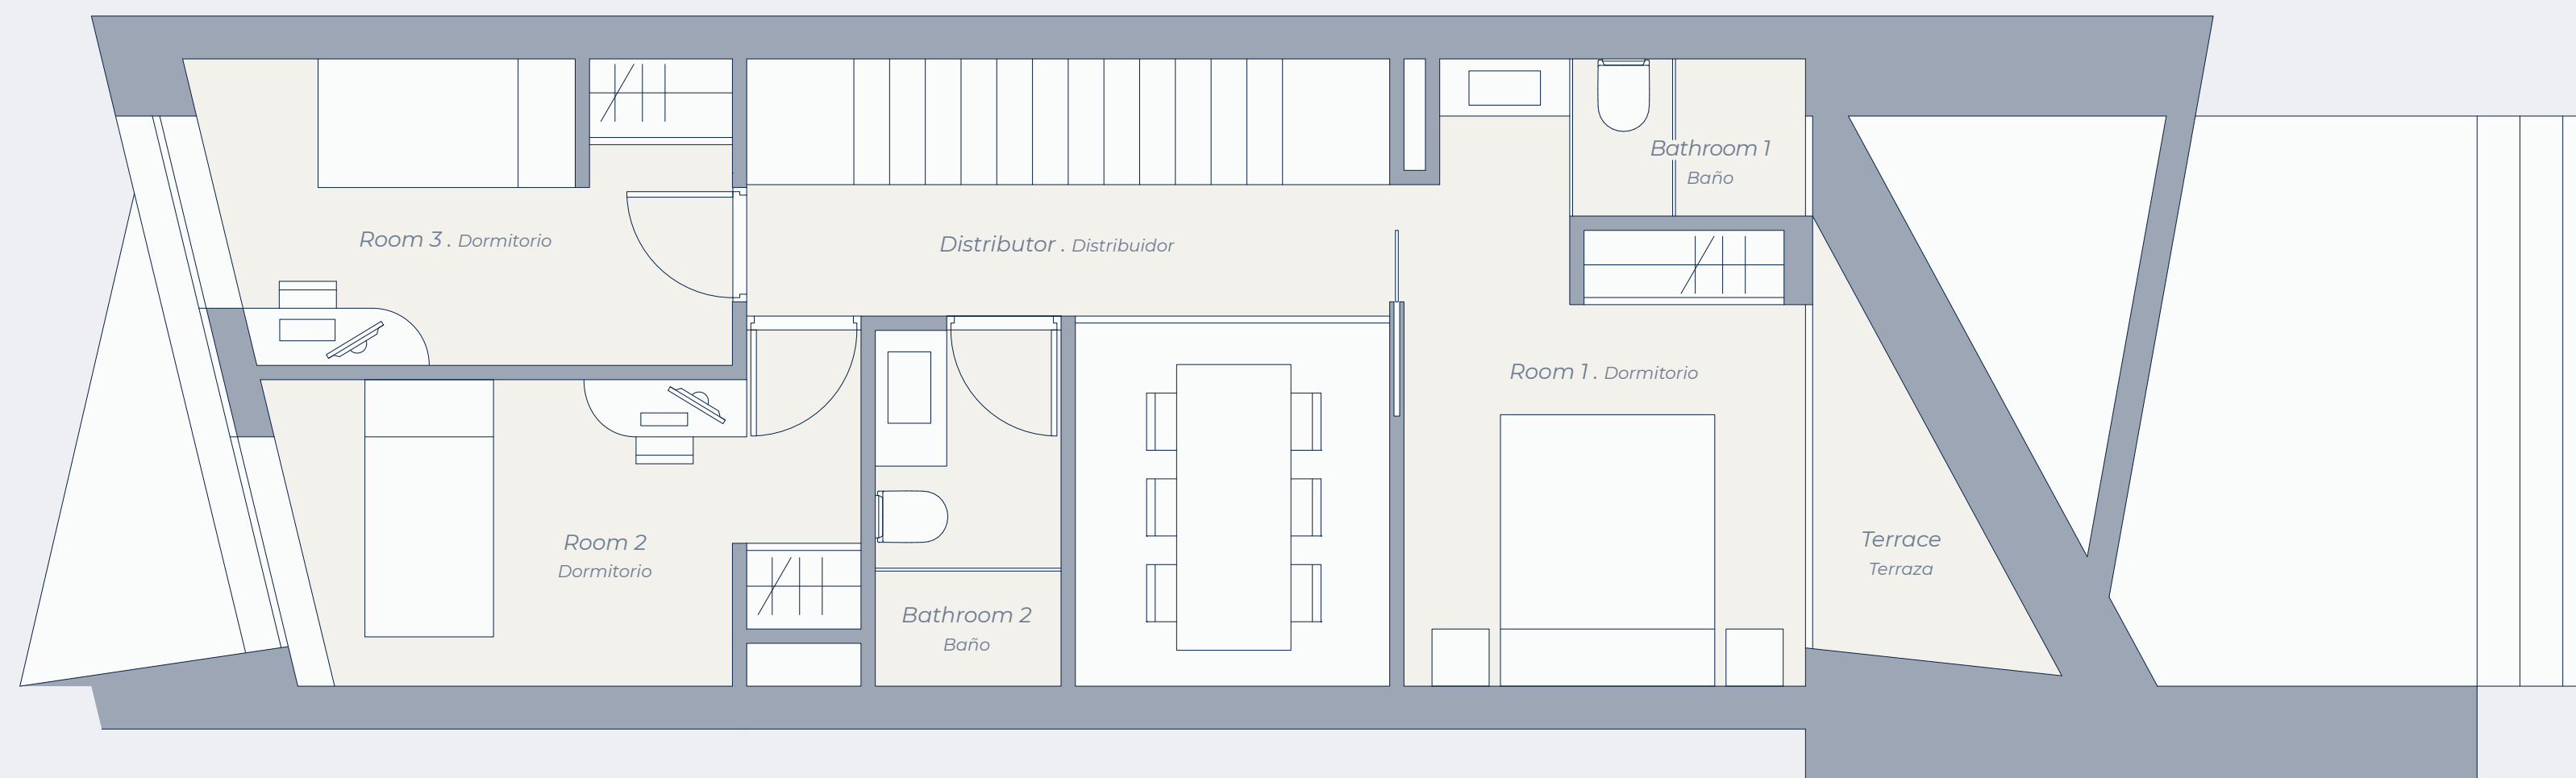 Bathroom 1
Baño
Room 3 . Dormitorio
Distributor . Distribuidor
Room 1 . Dormitorio
Room 2
Dormitorio
Terrace
Terraza
Bathroom 2
Baño